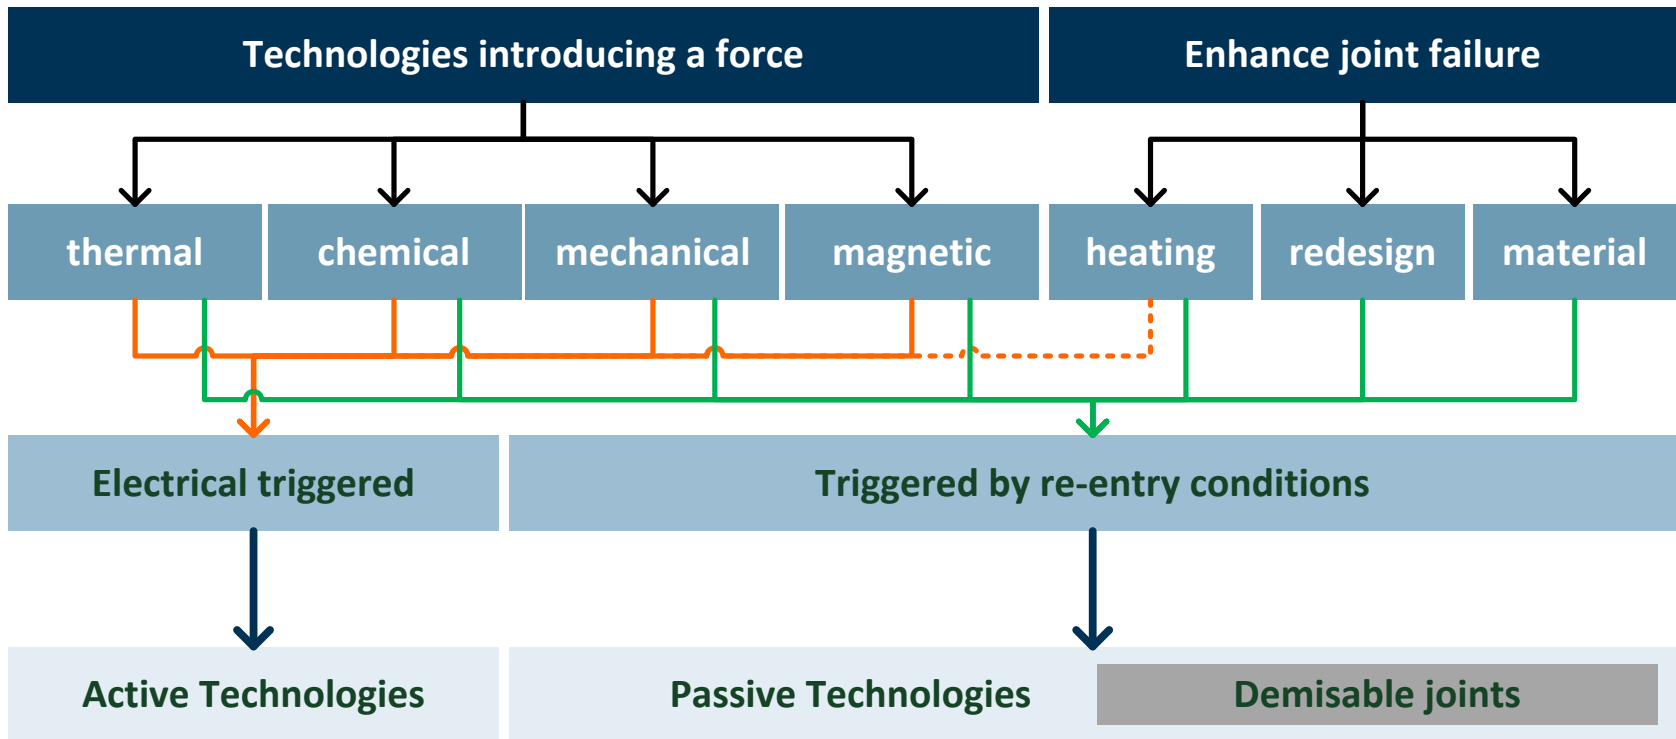 Technologies introducing a force
Enhance joint failure
thermal
chemical
mechanical
magnetic
heating
redesign
material
Electrical triggered
Triggered by re-entry conditions
Active Technologies
Passive Technologies
Demisable joints